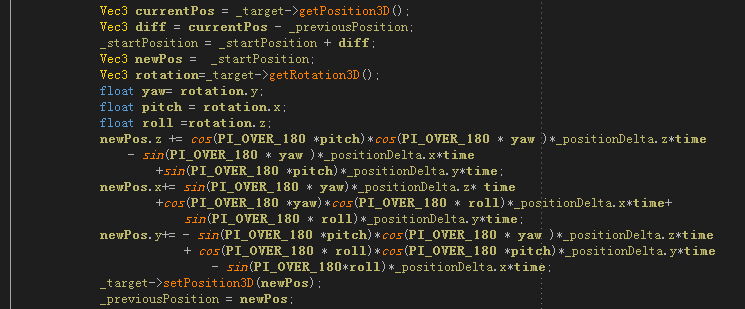 Vec3 currentPos = _target->getPosition3D();
Vec3 diff = currentPos - _previousPosition;
_startPosition = _startPosition + diff;
Vec3 newPos =  _startPosition;
Vec3 rotation=_target->getRotation3D();
float yaw= rotation.y;
float pitch = rotation.x;
float roll =rotation.z;
newPos.z += cos(PI_OVER_180 *pitch)*cos(PI_OVER_180 * yaw )*_positionDelta.z*time
- sin(PI_OVER_180 * yaw )*_positionDelta.x*time
+sin(PI_OVER_180 *pitch)*_positionDelta.y*time;
newPos.x+= sin(PI_OVER_180 * yaw)*_positionDelta.z* time
+cos(PI_OVER_180 *yaw)*cos(PI_OVER_180 * roll)*_positionDelta.x*time+
sin(PI_OVER_180 * roll)*_positionDelta.y*time;
newPos.y+= - sin(PI_OVER_180 *pitch)*cos(PI_OVER_180 * yaw )*_positionDelta.z*time
+ cos(PI_OVER_180 * roll)*cos(PI_OVER_180 *pitch)*_positionDelta.y*time
- sin(PI_OVER_180*roll)*_positionDelta.x*time;
_target->setPosition3D(newPos);
_previousPosition = newPos;